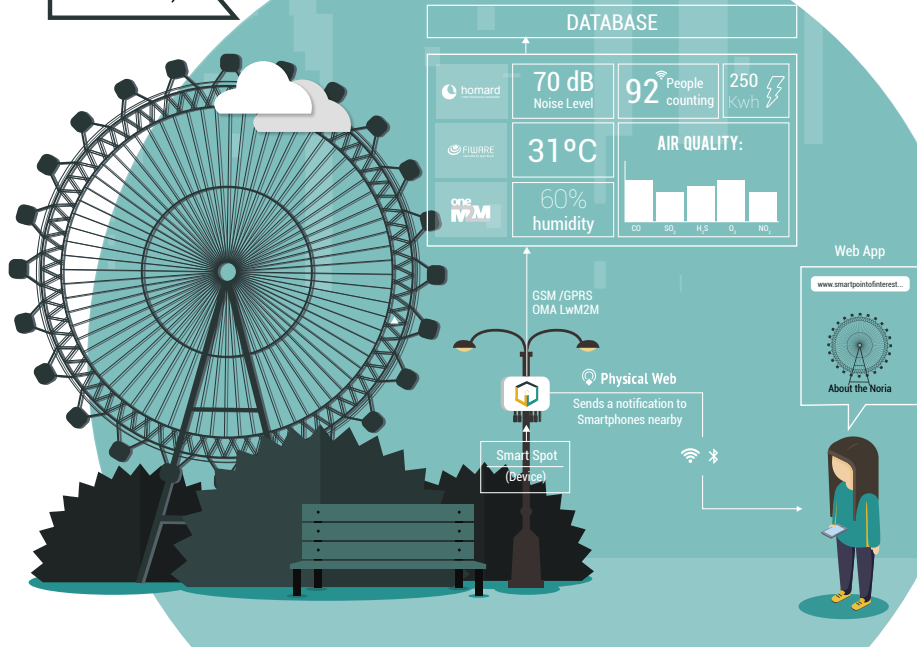 DATABASE
homard
70 dB
Noise Level
92
People
counting
250
Kwh
FIWARE
31ºC
AIR QUALITY:
one
M2M
60%
humidity
CO
SO₂
H₂S
O₃
NO₂
Web App
www.smartpointofinterest...
About the Noria
GSM /GPRS
OMA LwM2M
Physical Web
Sends a notification to
Smartphones nearby
Smart Spot
(Device)